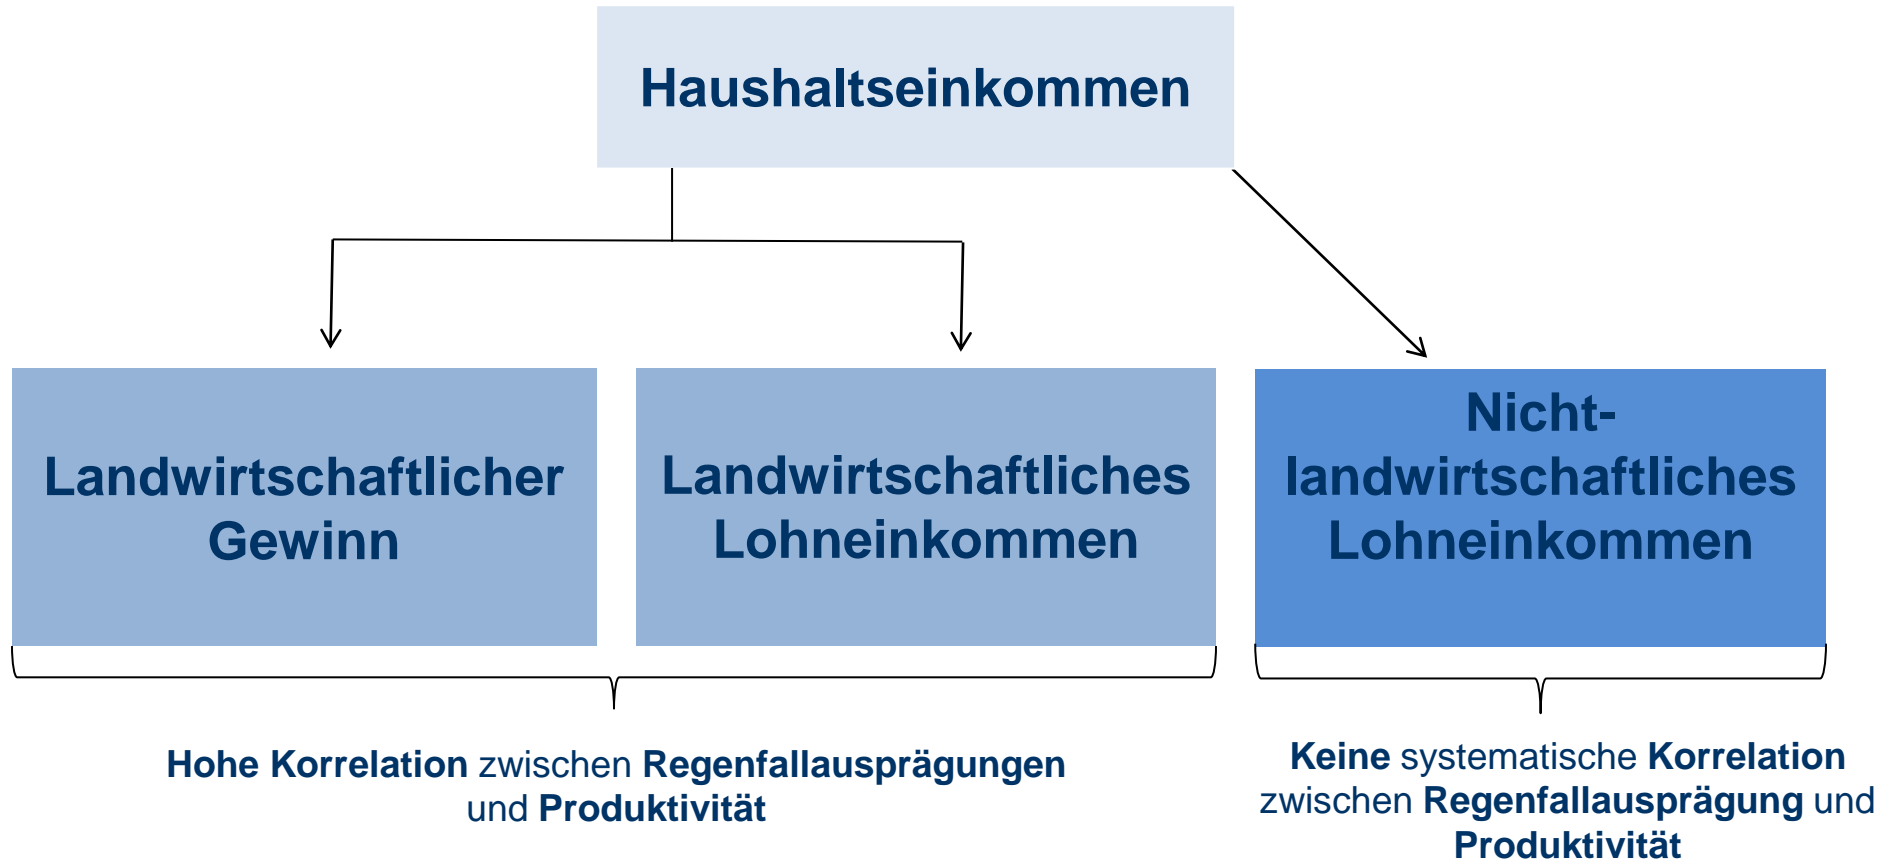 Haushaltseinkommen
Landwirtschaftlicher
Gewinn
Landwirtschaftliches
Lohneinkommen
Nicht-
landwirtschaftliches
Lohneinkommen
Hohe Korrelation zwischen Regenfallausprägungen
und Produktivität
Keine systematische Korrelation
zwischen Regenfallausprägung und
Produktivität